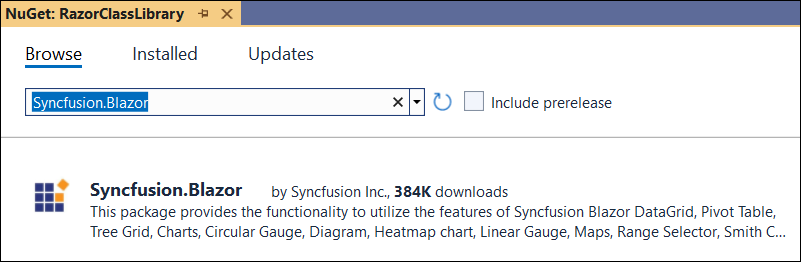 NuGet: RazorClassLibrary
Browse Installed Updates
Syncfusion.Blazor Include prerelease
Syncfusion.Blazor by Syncfusion Inc., 384K downloads
This package provides the functionality to utilize the features of Syncfusion Blazor DataGrid, Pivot Table,
Tree Grid, Charts, Circular Gauge, Diagram, Heatmap chart, Linear Gauge, Maps, Range Selector, Smith C...